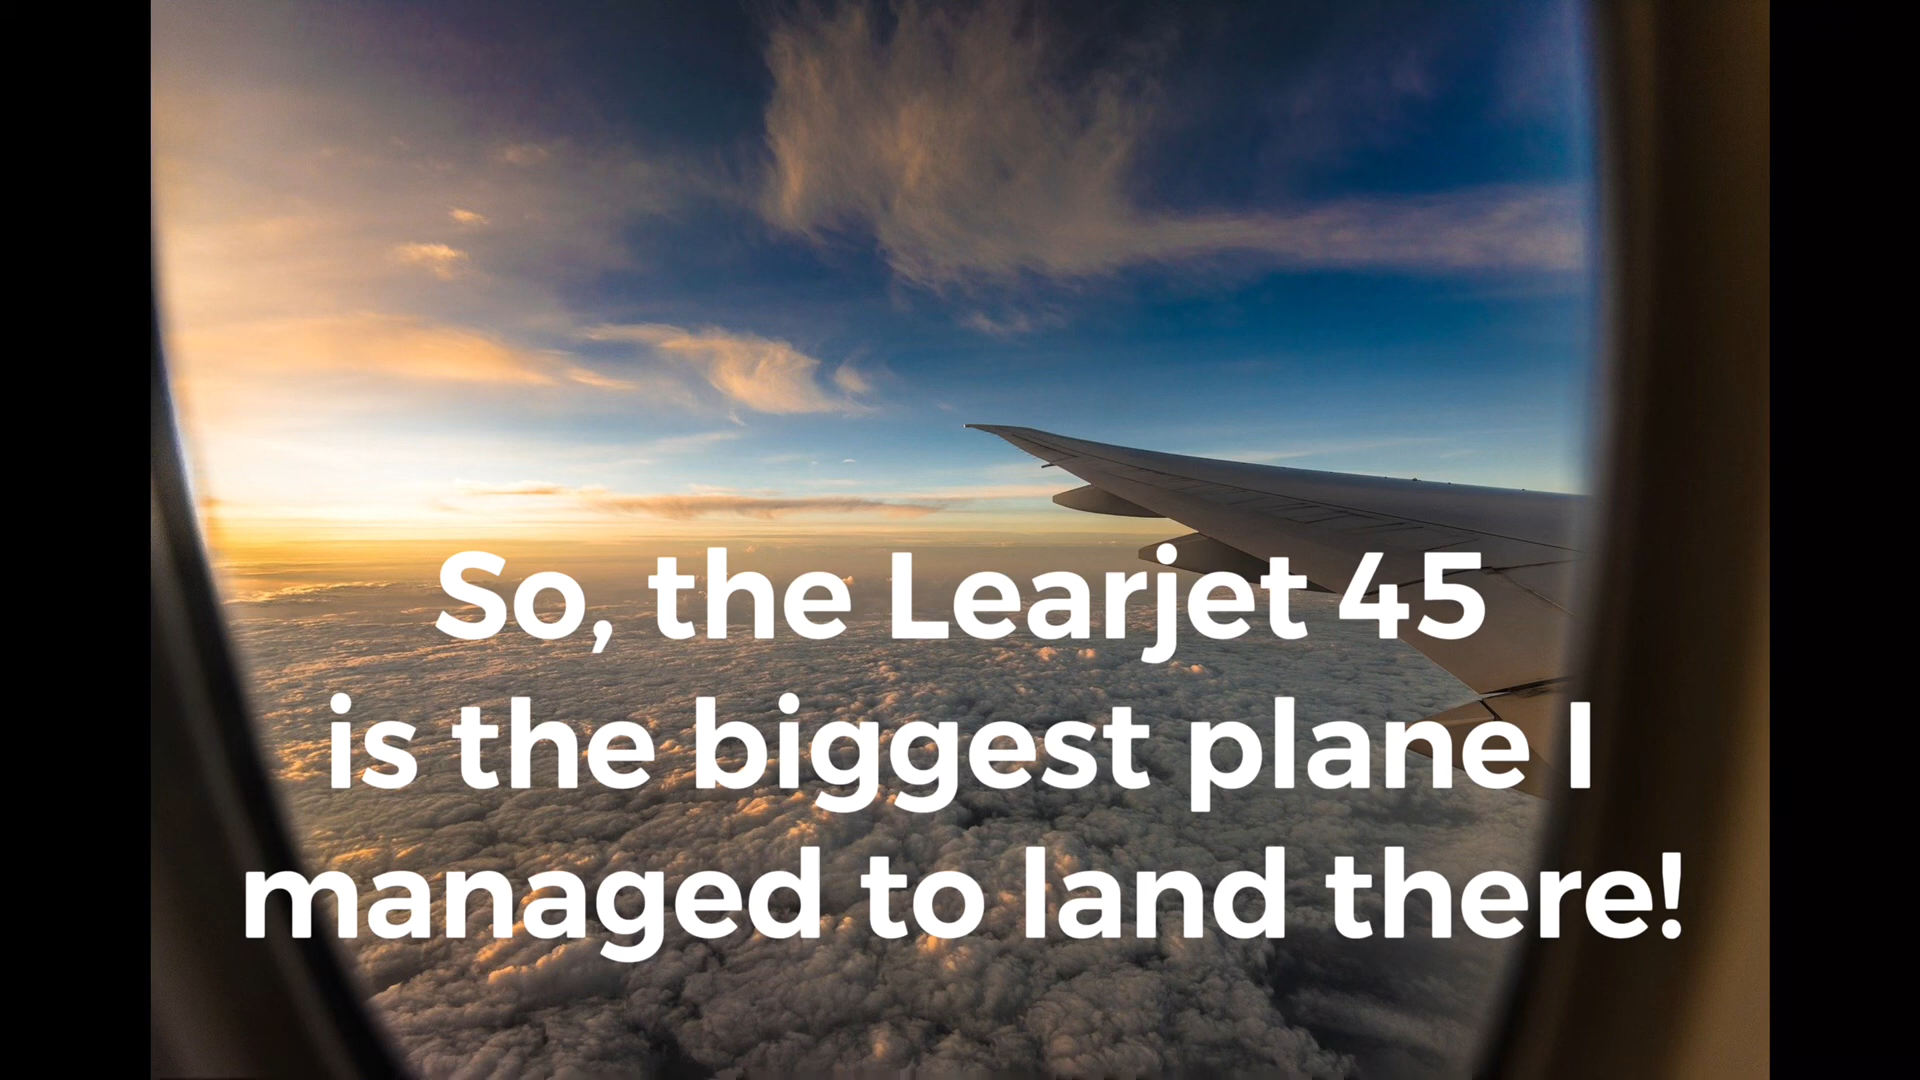 So, the Learjet 45
is the biggest plane I
managed to land there!